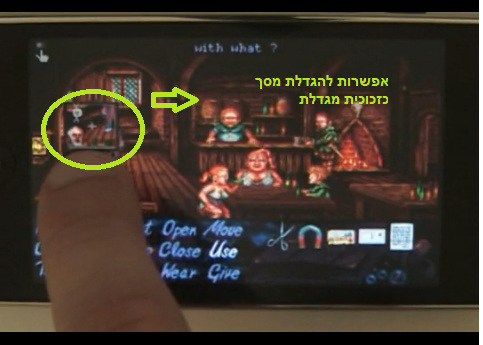 with what ?
אפשרות להגדלת מסך
כזכוכית מגדלת
Open Move
Close Use
Wear Give